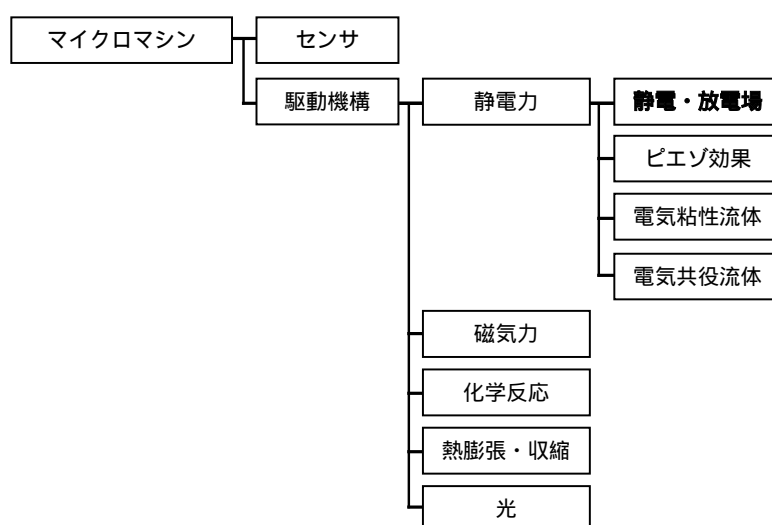 マイクロマシン
センサ
駆動機構
静電力
静電・放電場
ピエゾ効果
電気粘性流体
電気共役流体
磁気力
化学反応
熱膨張・収縮
光